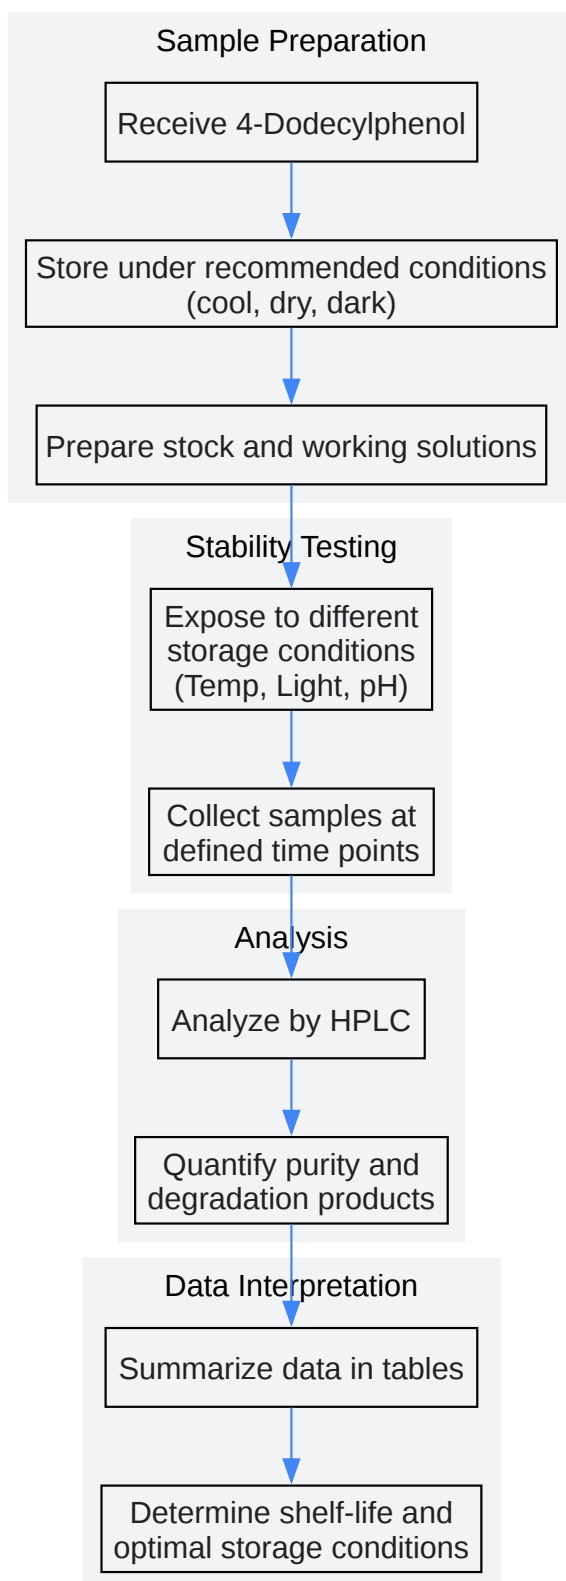 Sample Preparation
Receive 4-Dodecylphenol
Store under recommended conditions
(cool, dry, dark)
Prepare stock and working solutions
Stability Testing
Expose to different
storage conditions
(Temp, Light, pH)
Collect samples at
defined time points
Analysis
Analyze by HPLC
Quantify purity and
degradation products
Data Interpretation
Summarize data in tables
Determine shelf-life and
optimal storage conditions